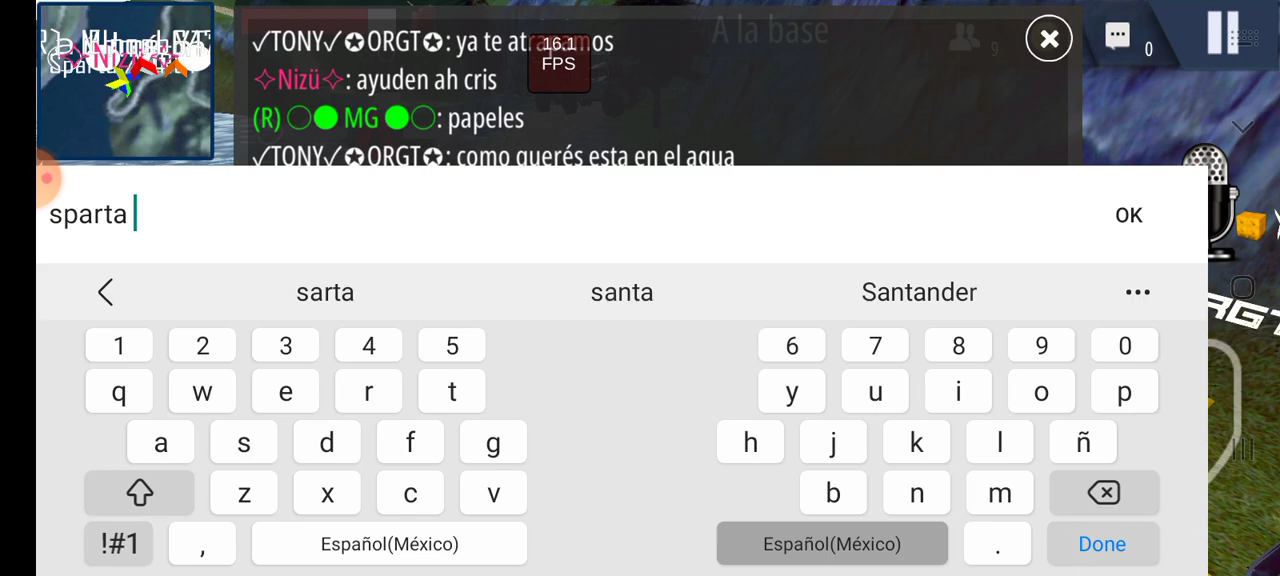 A la base
9
0
16.1
FPS
✓TONY✓✪ORGT✪: ya te atrapamos
✧Nizü✧: ayuden ah cris
(R) ○● MG ●○: papeles
✓TONY✓✪ORGT✪: como querés esta en el agua
sparta
OK
sarta santa Santander
1 2 3 4 5 6 7 8 9 0
q w e r t y u i o p
a s d f g h j k l ñ
z x c v b n m
!#1 , Español(México) Español(México) . Done